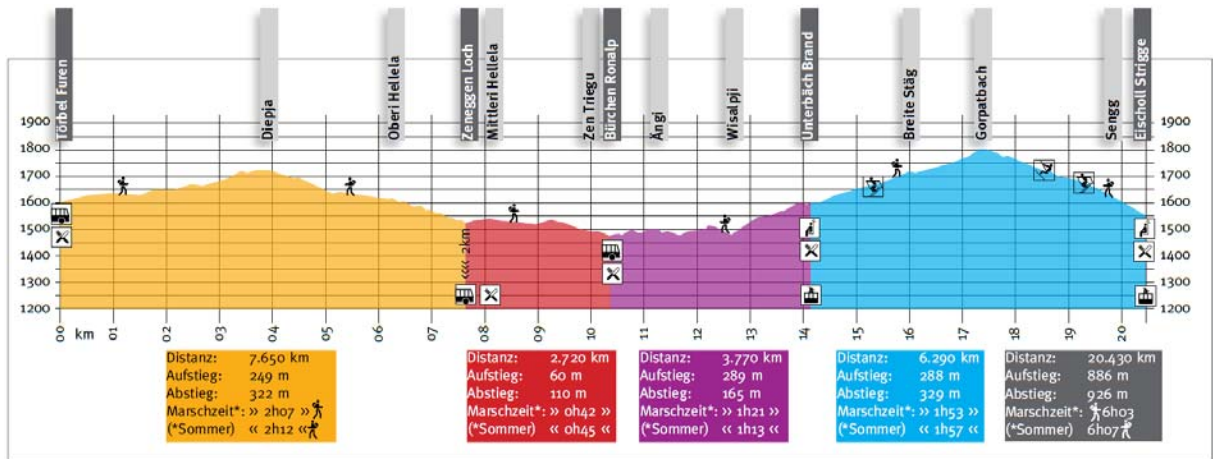 Törbel Furen
Diepja
Oberi Hellela
Zeneggen Loch
Mittleri Hellela
Zen Triegu
Bürchen Ronalp
Ängi
Wisalpji
Unterbäch Brand
Breite Stäg
Gorpatbach
Sengg
Eischoll Strigge
1900 1900
1800 1800
1700 1700
1600 1600
1500 1500
1400 1400
1300 1300
1200 1200
<<<< 2km
00 km 01 02 03 04 05 06 07 08 09 10 11 12 13 14 15 16 17 18 19 20
Distanz: 7.650 km
Aufstieg: 249 m
Abstieg: 322 m
Marschzeit*: » 2h07 »
(*Sommer) « 2h12 «
Distanz: 2.720 km
Aufstieg: 60 m
Abstieg: 110 m
Marschzeit*: » 0h42 »
(*Sommer) « 0h45 «
Distanz: 3.770 km
Aufstieg: 289 m
Abstieg: 165 m
Marschzeit*: » 1h21 »
(*Sommer) « 1h13 «
Distanz: 6.290 km
Aufstieg: 288 m
Abstieg: 329 m
Marschzeit*: » 1h53 »
(*Sommer) « 1h57 «
Distanz: 20.430 km
Aufstieg: 886 m
Abstieg: 926 m
Marschzeit*: 6h03
(*Sommer) 6h07